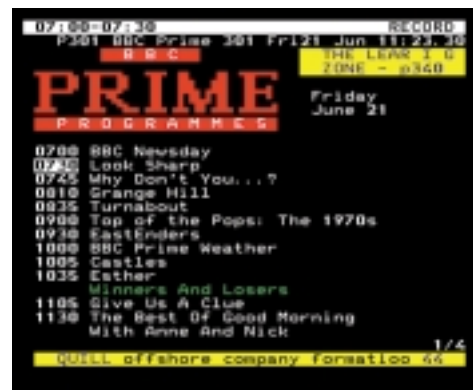 07:00-07:30 RECORD
P301 BBC Prime 301 Fri21 Jun 11:23.30
BBC
THE LEAR I G
ZONE - p340
PRIME
PROGRAMMES
Friday
June 21
0700 BBC Newsday
0730 Look Sharp
0745 Why Don't You...?
0810 Grange Hill
0835 Turnabout
0900 Top of the Pops: The 1970s
0930 EastEnders
1000 BBC Prime Weather
1005 Castles
1035 Esther
Winners And Losers
1105 Give Us A Clue
1130 The Best Of Good Morning
With Anne And Nick
1/4
QUILL offshore company formatioo